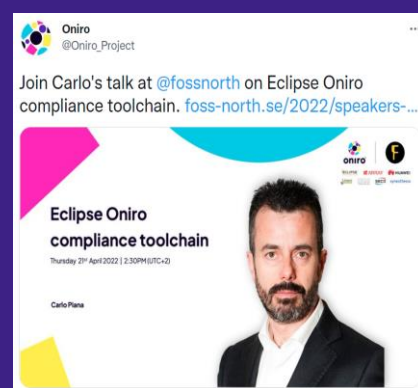 Oniro
@Oniro_Project
Join Carlo's talk at @fossnorth on Eclipse Oniro
compliance toolchain. foss-north.se/2022/speakers-...
oniro
F
HUAWEI
Eclipse Oniro
compliance toolchain
Thursday 21st April 2022 | 2:30PM (UTC+2)
Carlo Piana